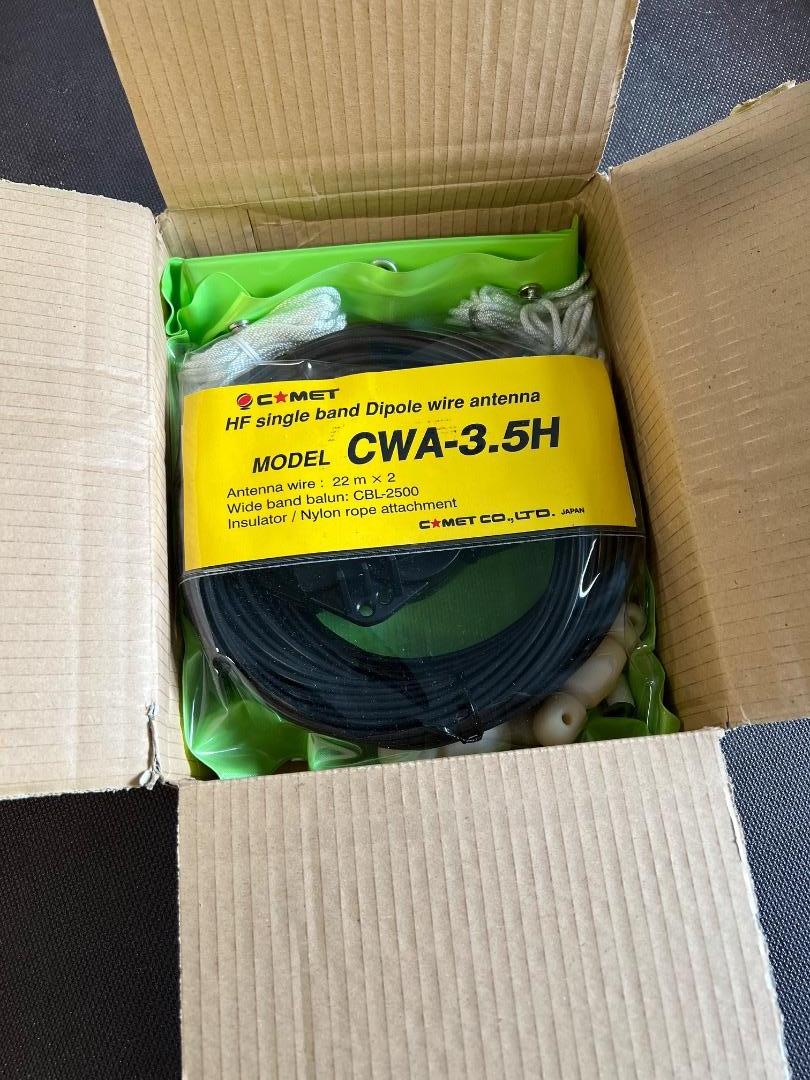 C★MET
HF single band Dipole wire antenna
MODEL CWA-3.5H
Antenna wire : 22 m × 2
Wide band balun: CBL-2500
Insulator / Nylon rope attachment
C★MET CO.,LTD. JAPAN